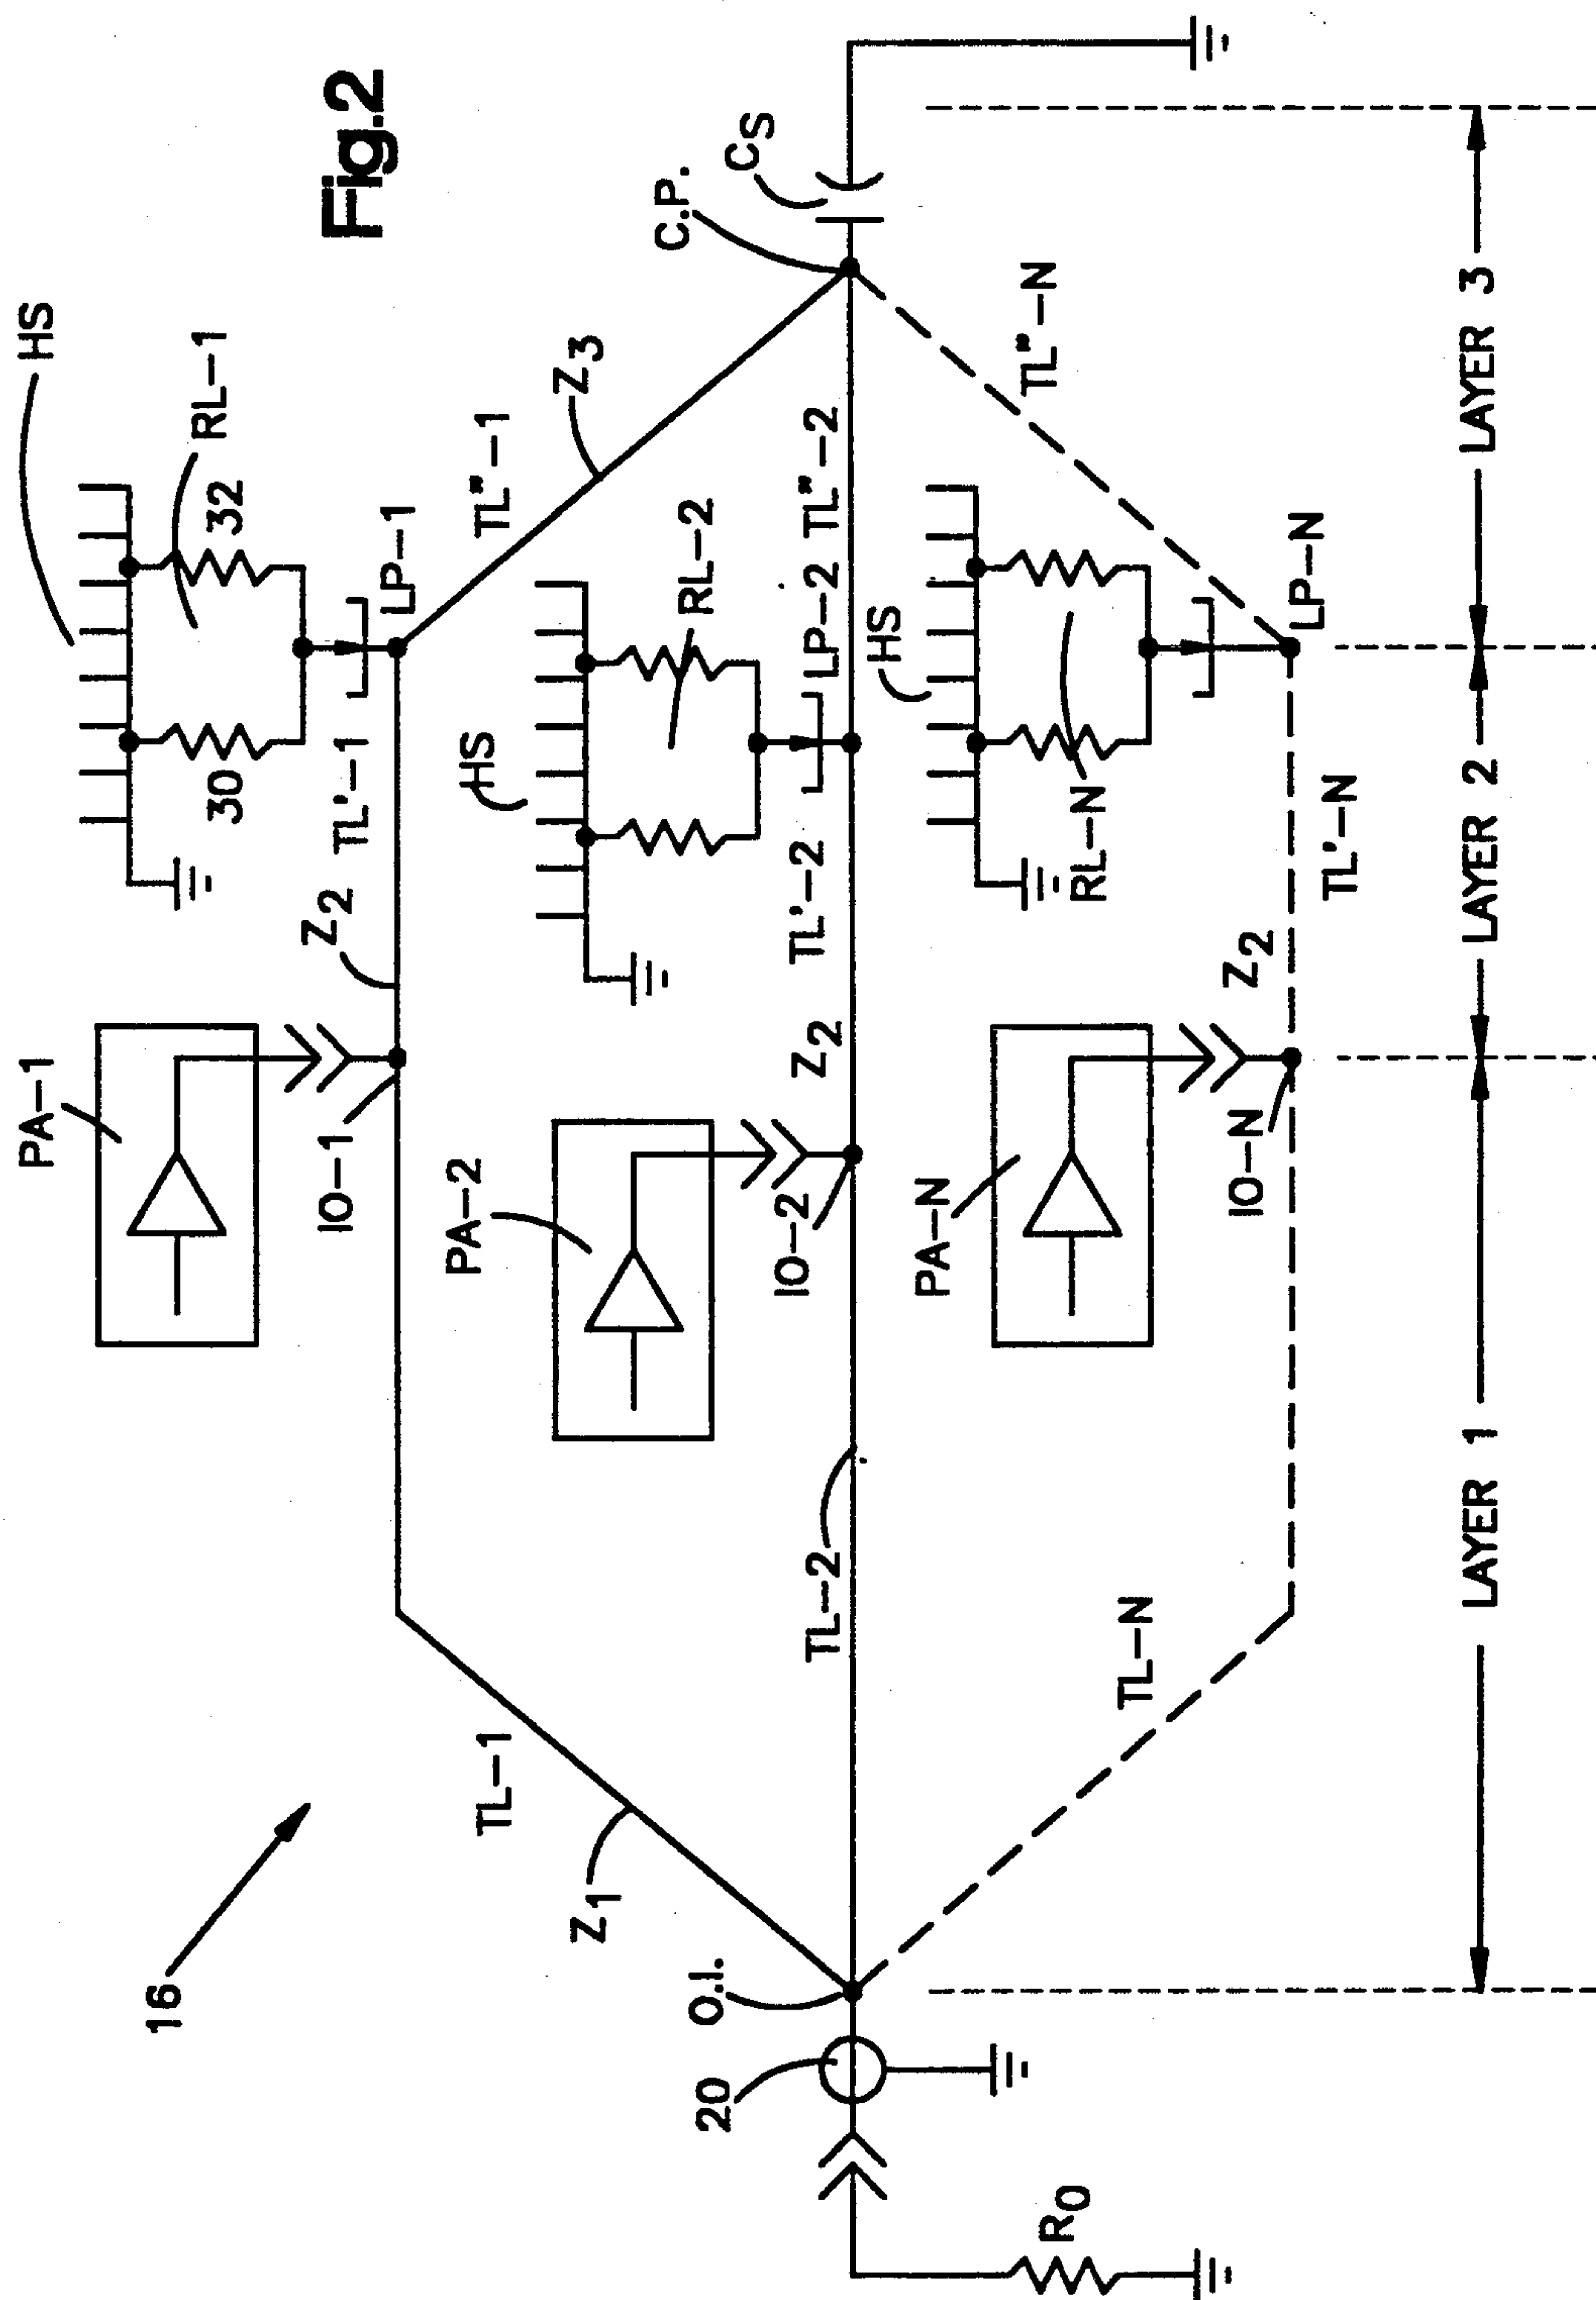 Fig.2
16
HS
RL-1
30
32
PA-1
IO-1
Z2
TL'-1
LP-1
TL-1
Z1
TL"-1
Z3
HS
RL-2
PA-2
IO-2
Z2
TL'-2
LP-2
TL"-2
TL-2
C.P.
CS
O.I.
20
RO
HS
RL-N
PA-N
IO-N
Z2
TL'-N
LP-N
TL-N
TL"-N
LAYER 1
LAYER 2
LAYER 3